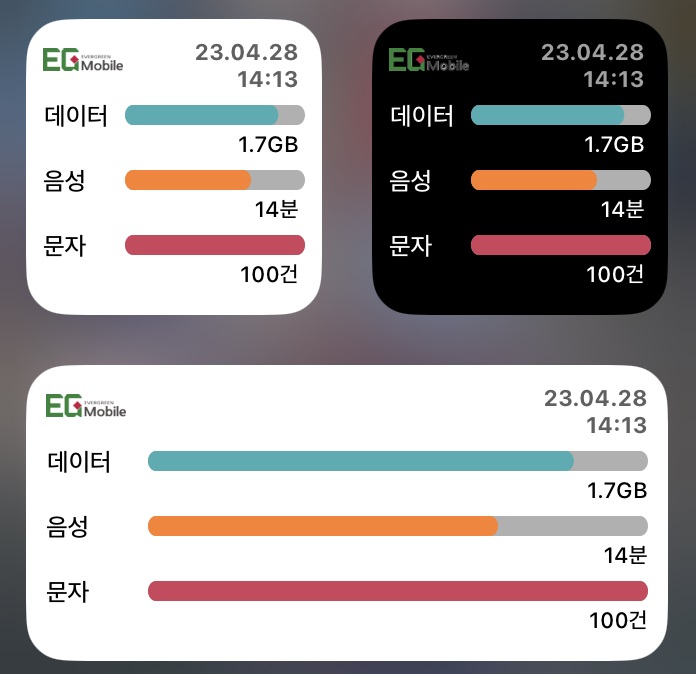 EG EVERGREEN Mobile
23.04.28
14:13
데이터
1.7GB
음성
14분
문자
100건
EG EVERGREEN Mobile
23.04.28
14:13
데이터
1.7GB
음성
14분
문자
100건
EG EVERGREEN Mobile
23.04.28
14:13
데이터
1.7GB
음성
14분
문자
100건